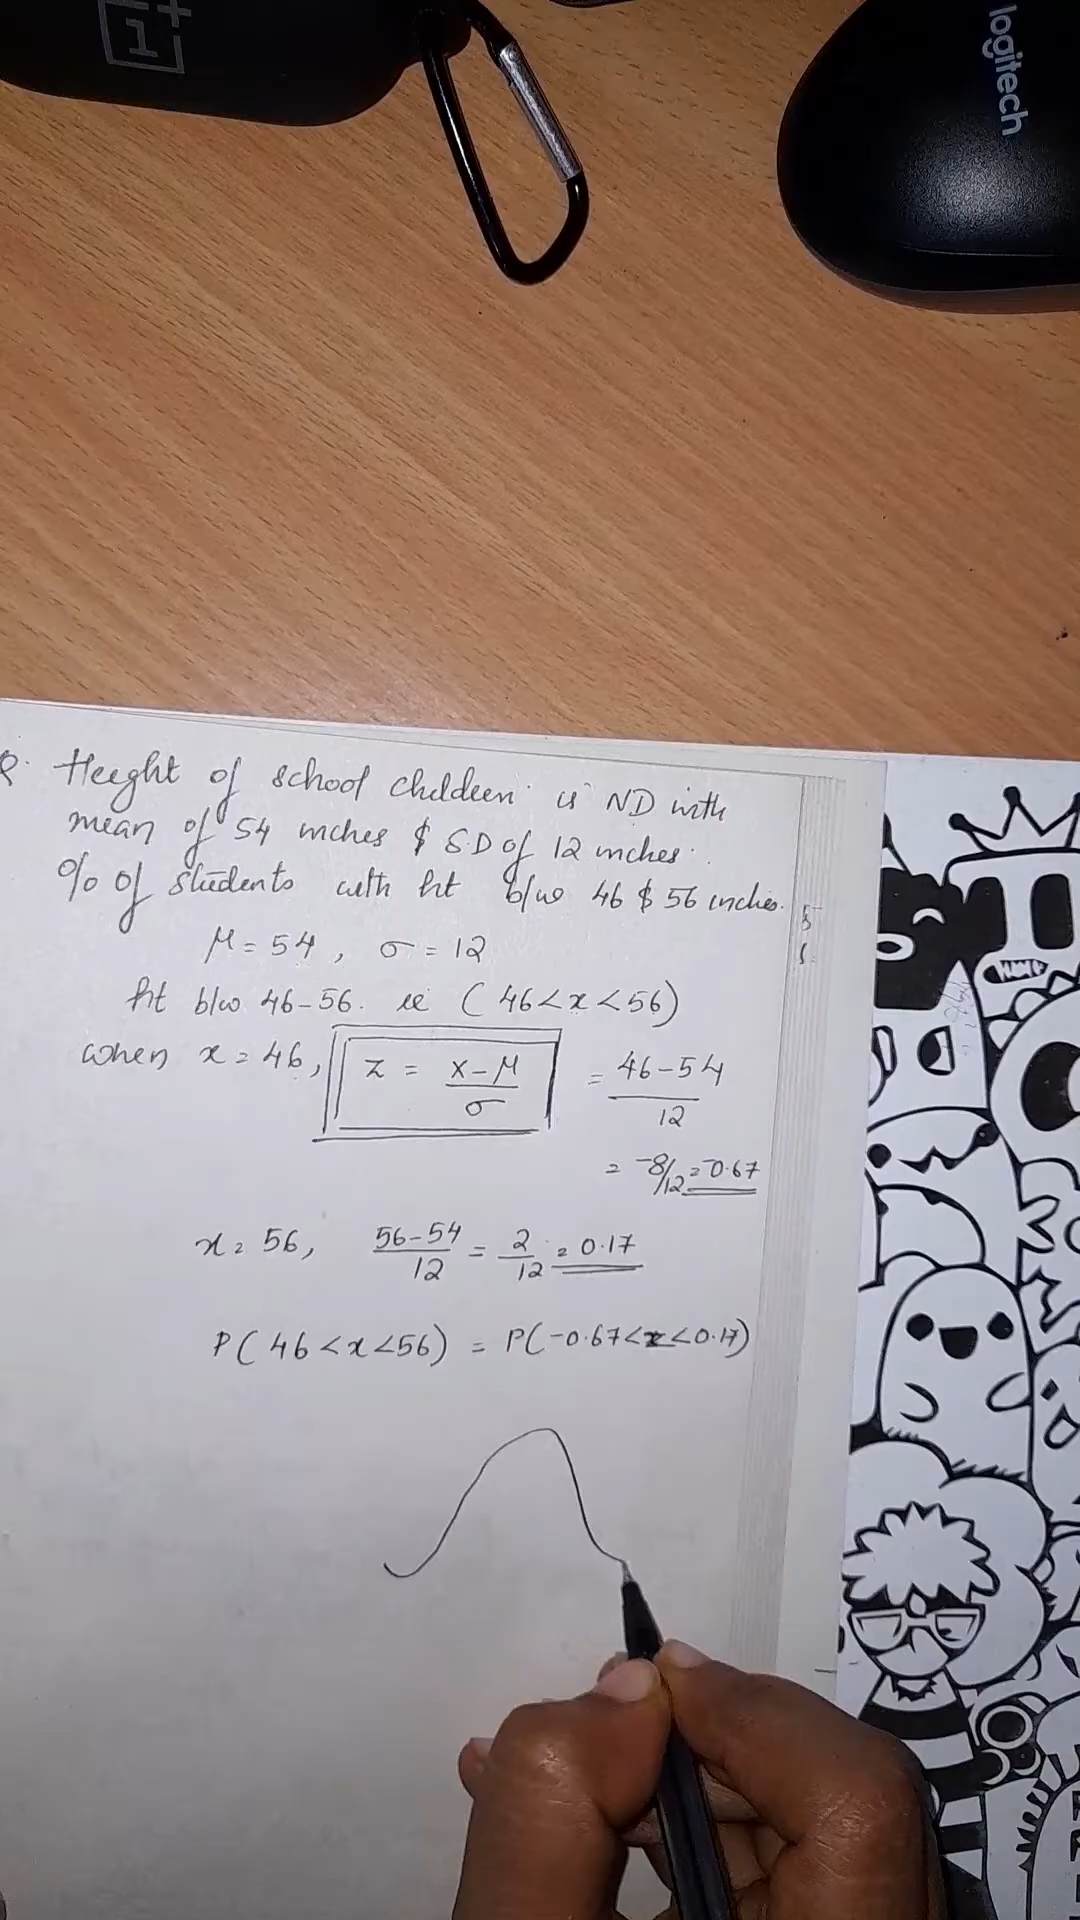 1+
logitech
Q. Height of school children is ND with
mean of 54 inches & S.D of 12 inches.
% of students with ht b/w 46 & 56 inches.
μ = 54 , σ = 12
ht b/w 46-56. ie (46<x<56)
when x = 46, z = x-μ/σ = 46-54/12
= -8/12 = -0.67
x = 56, 56-54/12 = 2/12 = 0.17
P(46<x<56) = P(-0.67<z<0.17)